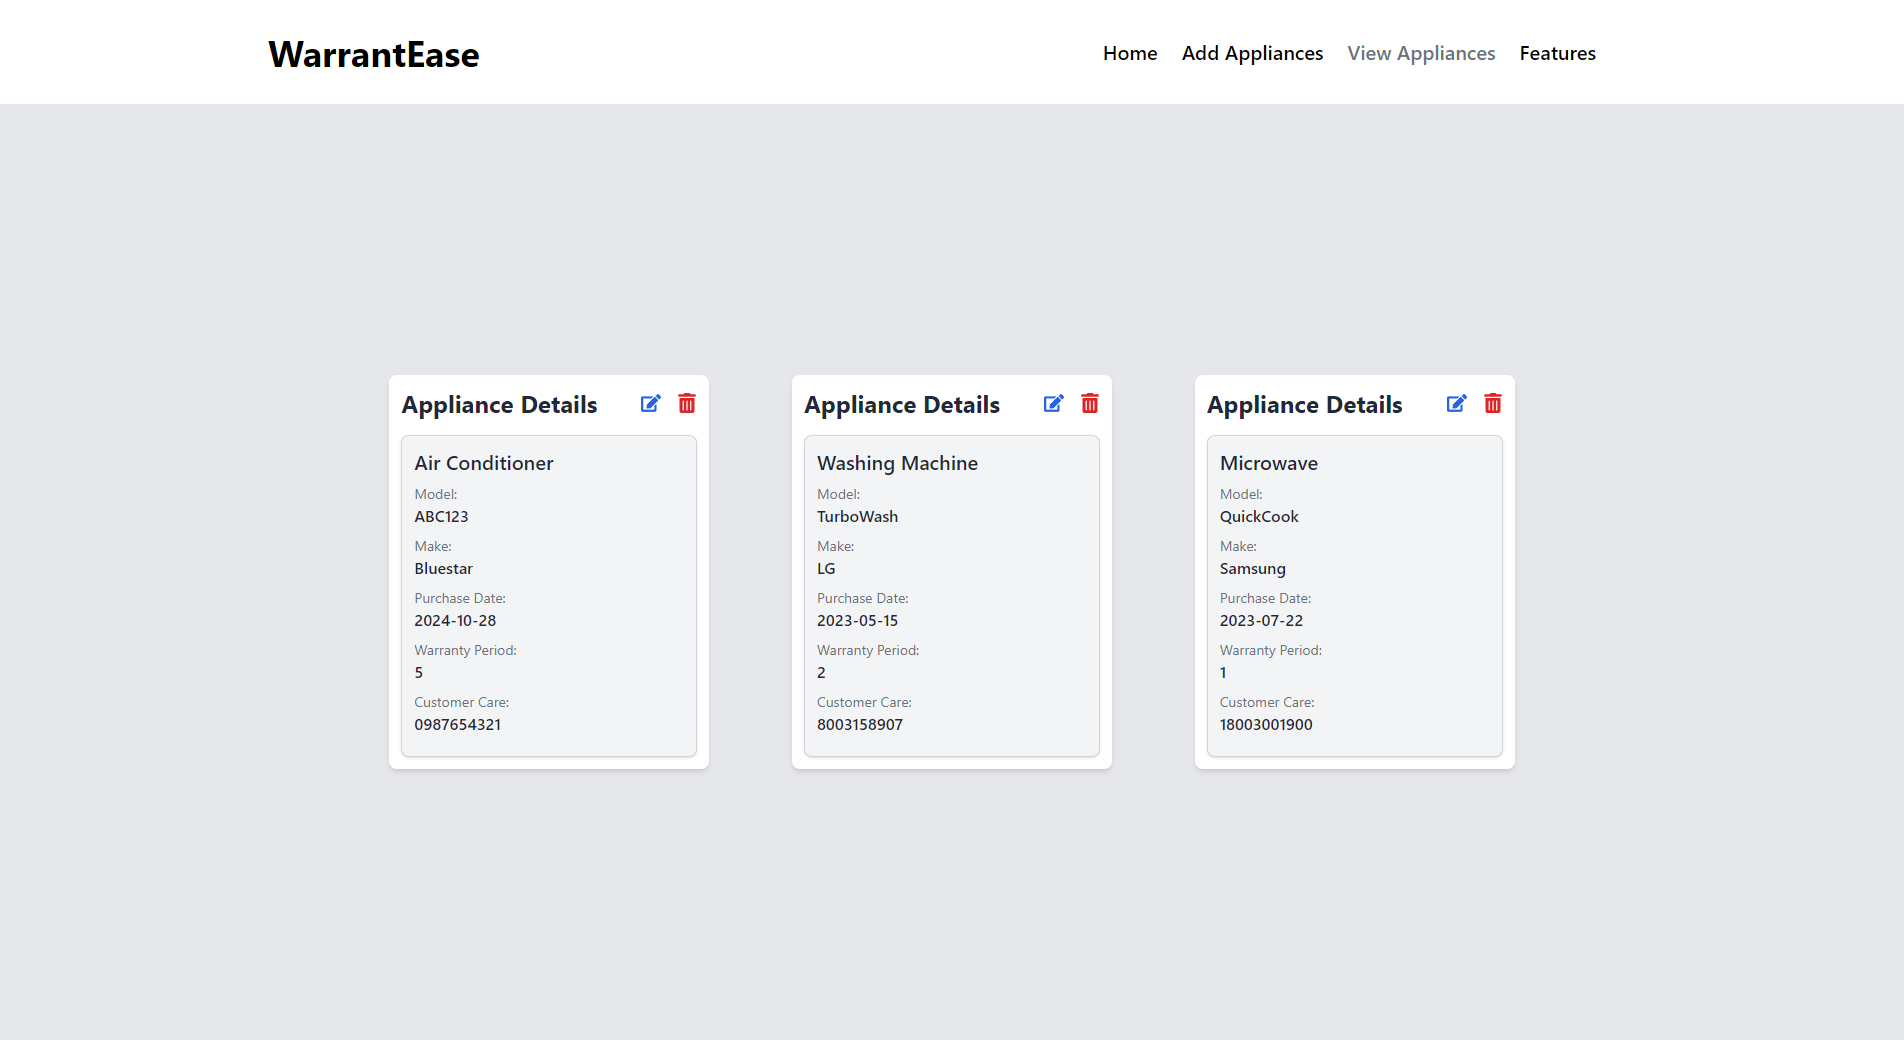 WarrantEase
Home Add Appliances View Appliances Features
Appliance Details
Air Conditioner
Model:
ABC123
Make:
Bluestar
Purchase Date:
2024-10-28
Warranty Period:
5
Customer Care:
0987654321
Appliance Details
Washing Machine
Model:
TurboWash
Make:
LG
Purchase Date:
2023-05-15
Warranty Period:
2
Customer Care:
8003158907
Appliance Details
Microwave
Model:
QuickCook
Make:
Samsung
Purchase Date:
2023-07-22
Warranty Period:
1
Customer Care:
18003001900